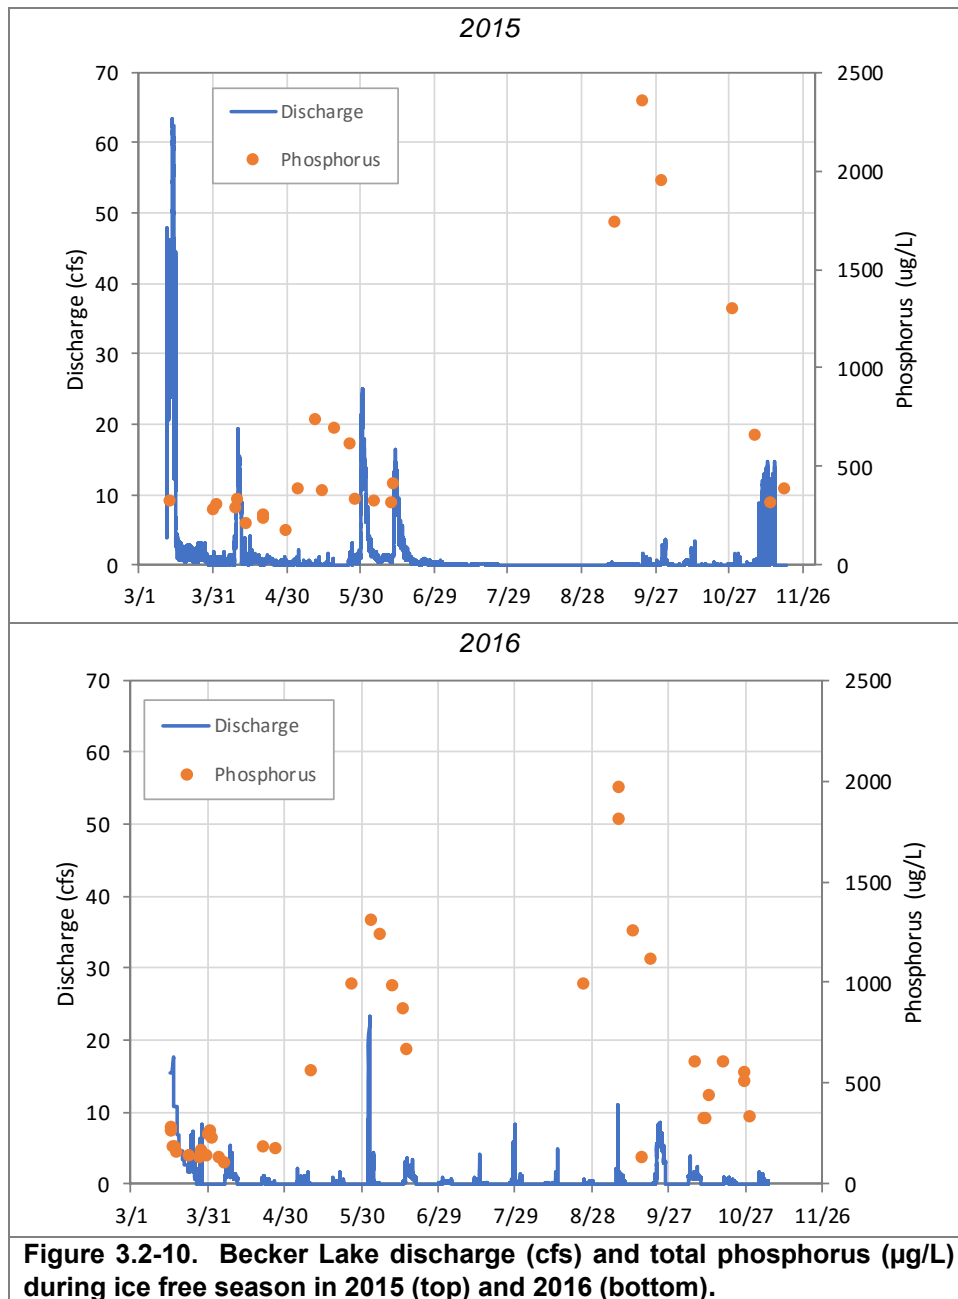 2015
70
60
50
40
30
20
10
0
Discharge (cfs)
2500
2000
1500
1000
500
0
Phosphorus (ug/L)
Discharge
Phosphorus
3/1 3/31 4/30 5/30 6/29 7/29 8/28 9/27 10/27 11/26
2016
70
60
50
40
30
20
10
0
Discharge (cfs)
2500
2000
1500
1000
500
0
Phosphorus (ug/L)
Discharge
Phosphorus
3/1 3/31 4/30 5/30 6/29 7/29 8/28 9/27 10/27 11/26
Figure 3.2-10. Becker Lake discharge (cfs) and total phosphorus (µg/L)
during ice free season in 2015 (top) and 2016 (bottom).